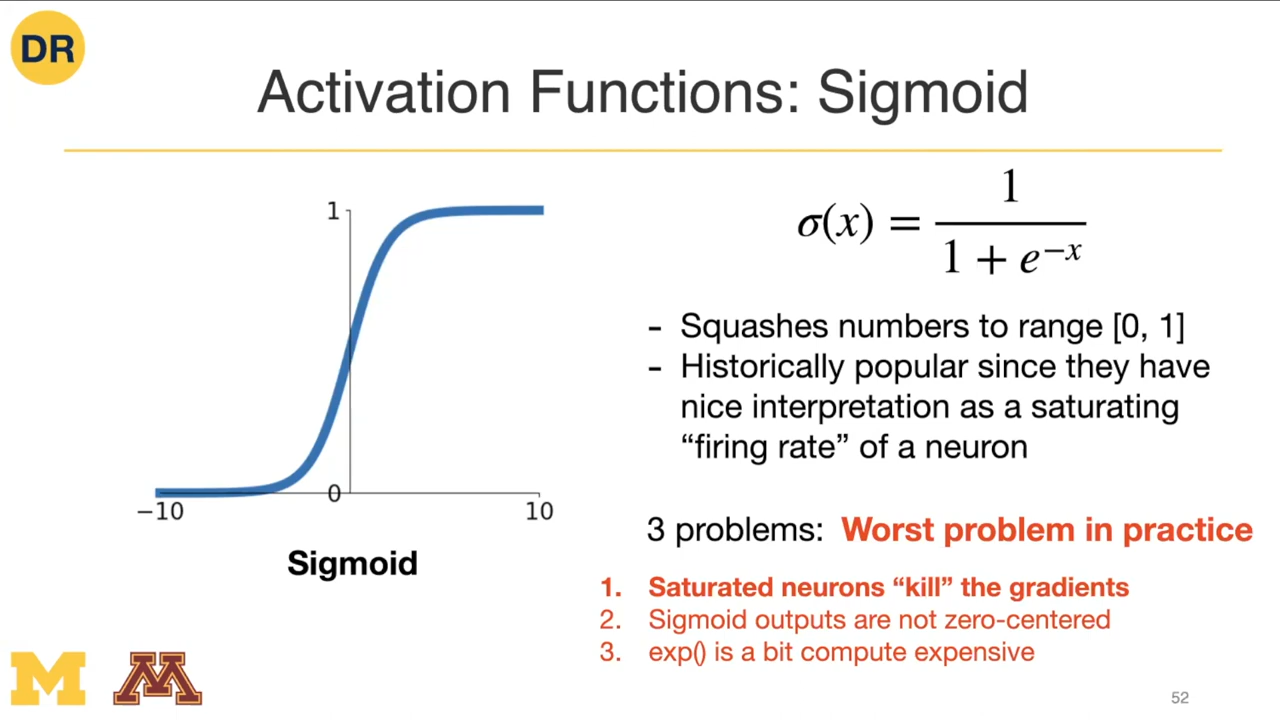 DR
Activation Functions: Sigmoid
σ(x) = 1 / (1 + e^{-x})
1
0
−10
10
Sigmoid
- Squashes numbers to range [0, 1]
- Historically popular since they have
nice interpretation as a saturating
“firing rate” of a neuron
3 problems: Worst problem in practice
1. Saturated neurons “kill” the gradients
2. Sigmoid outputs are not zero-centered
3. exp() is a bit compute expensive
M
M
52